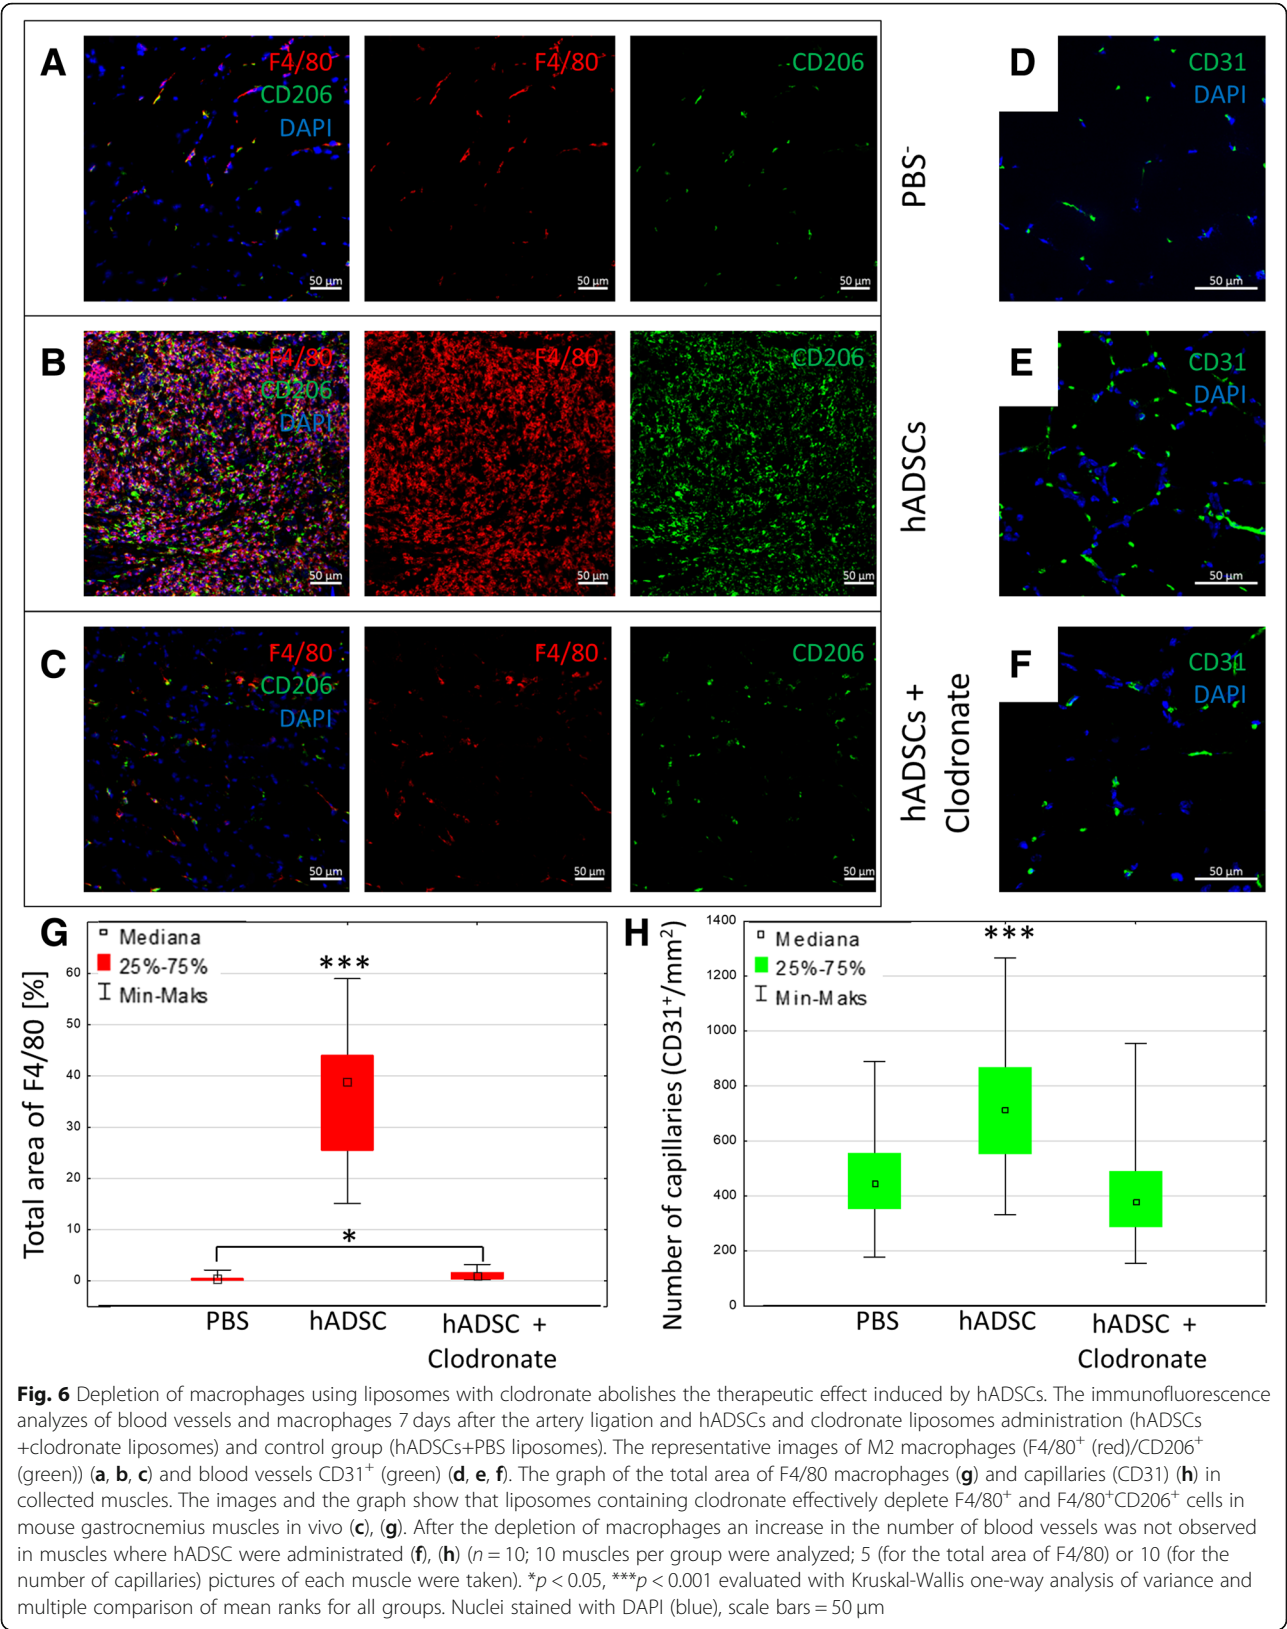 A
F4/80
CD206
DAPI
50 µm
F4/80
50 µm
CD206
50 µm
PBS-
D
CD31
DAPI
50 µm
B
F4/80
CD206
DAPI
50 µm
F4/80
50 µm
CD206
50 µm
hADSCs
E
CD31
DAPI
50 µm
C
F4/80
CD206
DAPI
50 µm
F4/80
50 µm
CD206
50 µm
hADSCs +
Clodronate
F
CD31
DAPI
50 µm
G
Mediana
25%-75%
Min-Maks
Total area of F4/80 [%]
60
50
40
30
20
10
0
***
*
PBS
hADSC
hADSC +
Clodronate
H
Mediana
25%-75%
Min-Maks
Number of capillaries (CD31+/mm2)
1400
1200
1000
800
600
400
200
0
***
PBS
hADSC
hADSC +
Clodronate
Fig. 6 Depletion of macrophages using liposomes with clodronate abolishes the therapeutic effect induced by hADSCs. The immunofluorescence
analyzes of blood vessels and macrophages 7 days after the artery ligation and hADSCs and clodronate liposomes administration (hADSCs
+clodronate liposomes) and control group (hADSCs+PBS liposomes). The representative images of M2 macrophages (F4/80+ (red)/CD206+
(green)) (a, b, c) and blood vessels CD31+ (green) (d, e, f). The graph of the total area of F4/80 macrophages (g) and capillaries (CD31) (h) in
collected muscles. The images and the graph show that liposomes containing clodronate effectively deplete F4/80+ and F4/80+CD206+ cells in
mouse gastrocnemius muscles in vivo (c), (g). After the depletion of macrophages an increase in the number of blood vessels was not observed
in muscles where hADSC were administrated (f), (h) (n = 10; 10 muscles per group were analyzed; 5 (for the total area of F4/80) or 10 (for the
number of capillaries) pictures of each muscle were taken). *p < 0.05, ***p < 0.001 evaluated with Kruskal-Wallis one-way analysis of variance and
multiple comparison of mean ranks for all groups. Nuclei stained with DAPI (blue), scale bars = 50 µm